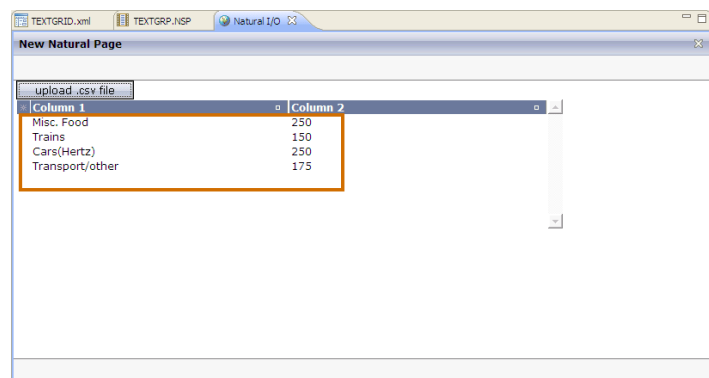 TEXTGRID.xml TEXTGRP.NSP Natural I/O
New Natural Page
upload .csv file
Column 1 Column 2
Misc. Food 250
Trains 150
Cars(Hertz) 250
Transport/other 175